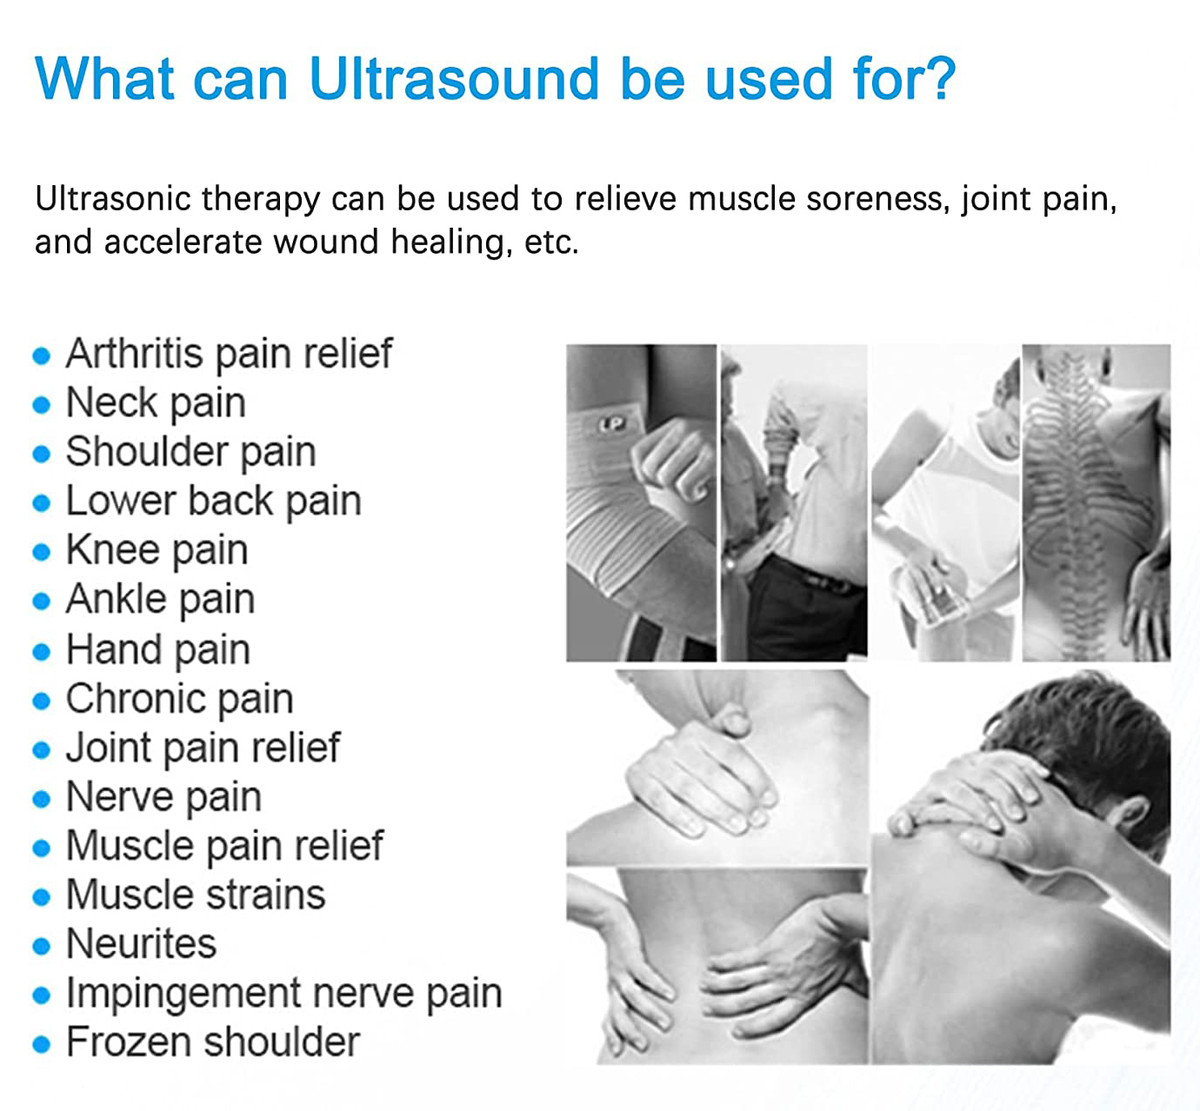 What can Ultrasound be used for?
Ultrasonic therapy can be used to relieve muscle soreness, joint pain,
and accelerate wound healing, etc.
Arthritis pain relief
Neck pain
Shoulder pain
Lower back pain
Knee pain
Ankle pain
Hand pain
Chronic pain
Joint pain relief
Nerve pain
Muscle pain relief
Muscle strains
Neurites
Impingement nerve pain
Frozen shoulder
LP